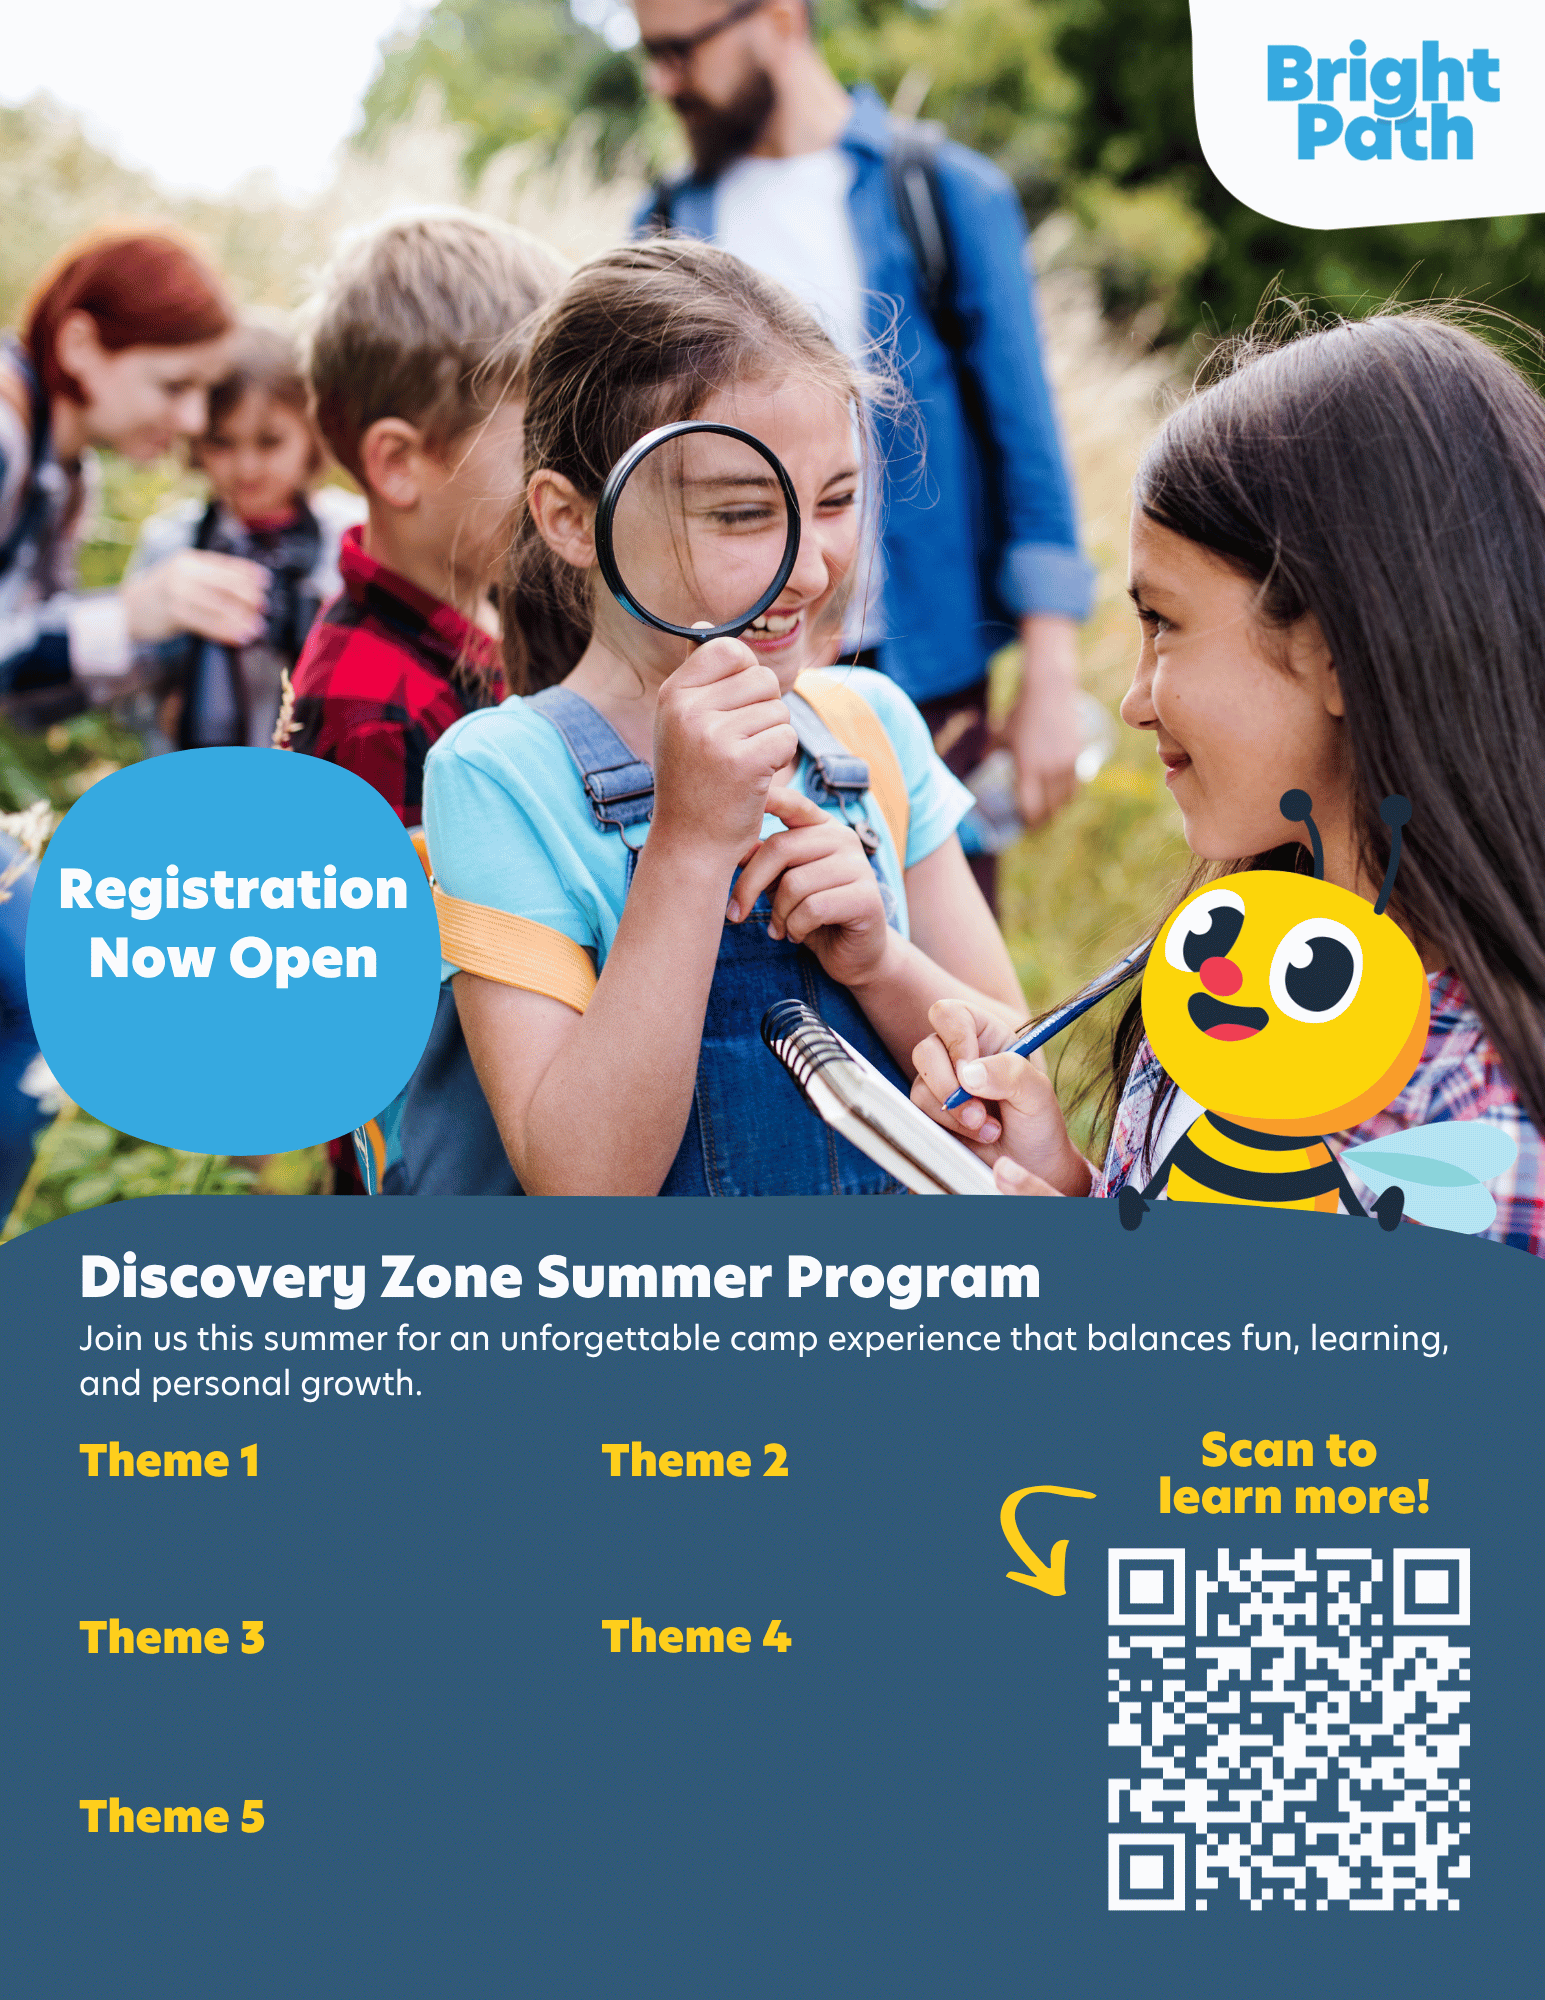 Bright
Path
Registration
Now Open
Discovery Zone Summer Program
Join us this summer for an unforgettable camp experience that balances fun, learning,
and personal growth.
Theme 1
Theme 2
Scan to
learn more!
Theme 3
Theme 4
Theme 5